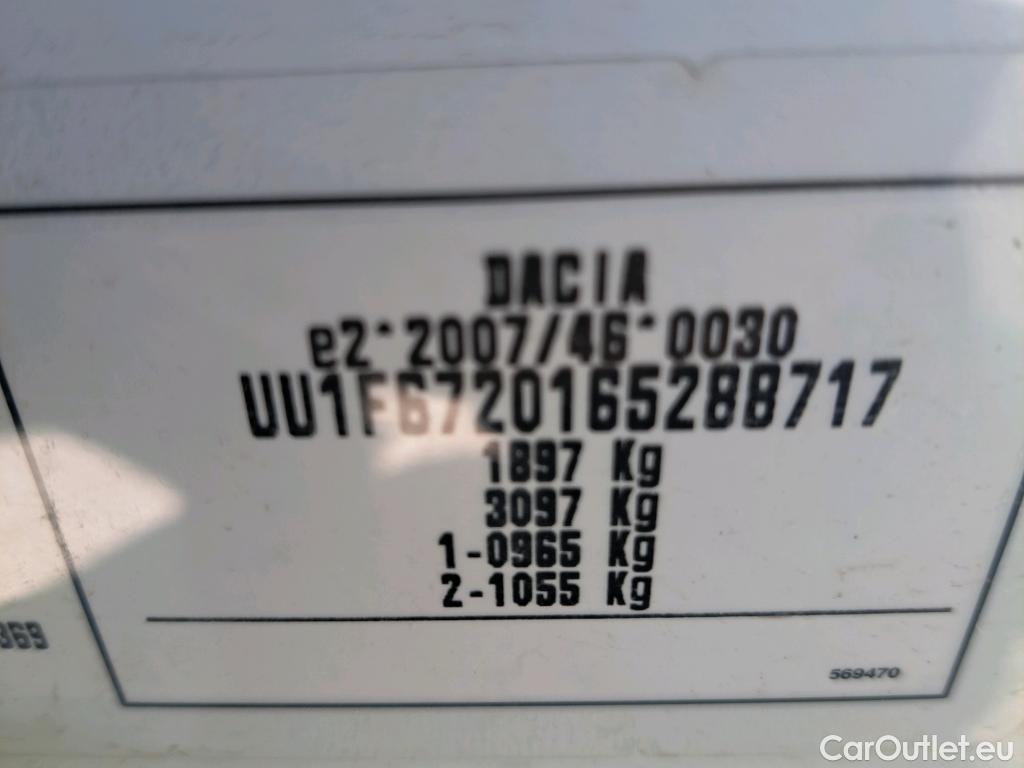 DACIA
e2*2007/46*0030
UU1F6720165288717
1897 Kg
3097 Kg
1-0965 Kg
2-1055 Kg
369
569470
CarOutlet.eu